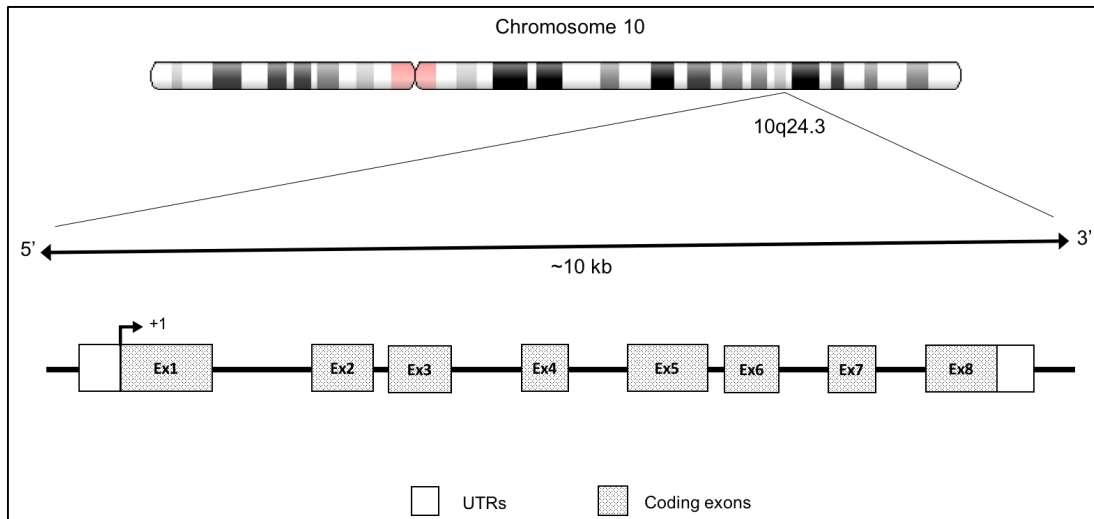 Chromosome 10
10q24.3
5’ 3’
~10 kb
+1
Ex1 Ex2 Ex3 Ex4 Ex5 Ex6 Ex7 Ex8
UTRs Coding exons